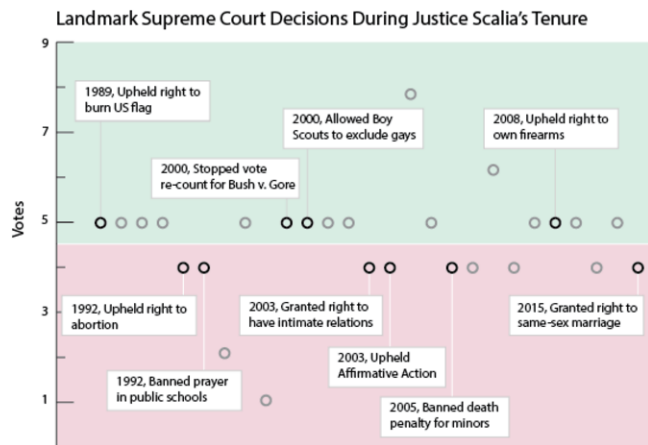 Landmark Supreme Court Decisions During Justice Scalia's Tenure
9
7
5
3
1
Votes
1989, Upheld right to
burn US flag
2000, Stopped vote
re-count for Bush v. Gore
2000, Allowed Boy
Scouts to exclude gays
2008, Upheld right to
own firearms
1992, Upheld right to
abortion
1992, Banned prayer
in public schools
2003, Granted right to
have intimate relations
2003, Upheld
Affirmative Action
2005, Banned death
penalty for minors
2015, Granted right to
same-sex marriage